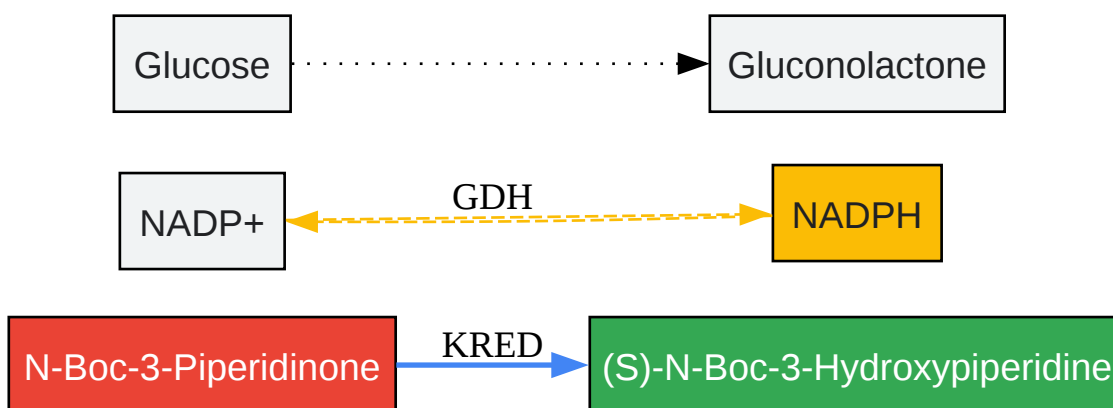 Glucose
Gluconolactone
GDH
NADP+
NADPH
KRED
N-Boc-3-Piperidinone
(S)-N-Boc-3-Hydroxypiperidine